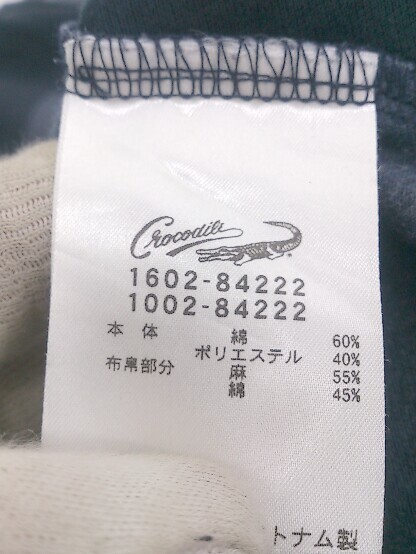 Crocodile
1602-84222
1002-84222
本体 綿 60%
ポリエステル 40%
布帛部分 麻 55%
綿 45%
トナム製